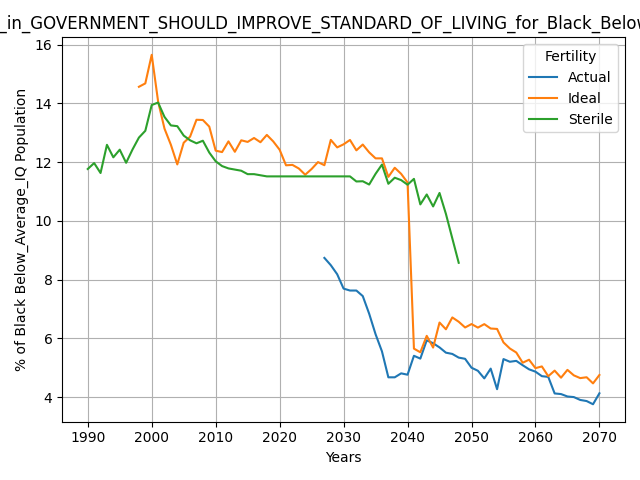 _in_GOVERNMENT_SHOULD_IMPROVE_STANDARD_OF_LIVING_for_Black_Below
% of Black Below_Average_IQ Population
16
14
12
10
8
6
4
Fertility
Actual
Ideal
Sterile
1990 2000 2010 2020 2030 2040 2050 2060 2070
Years